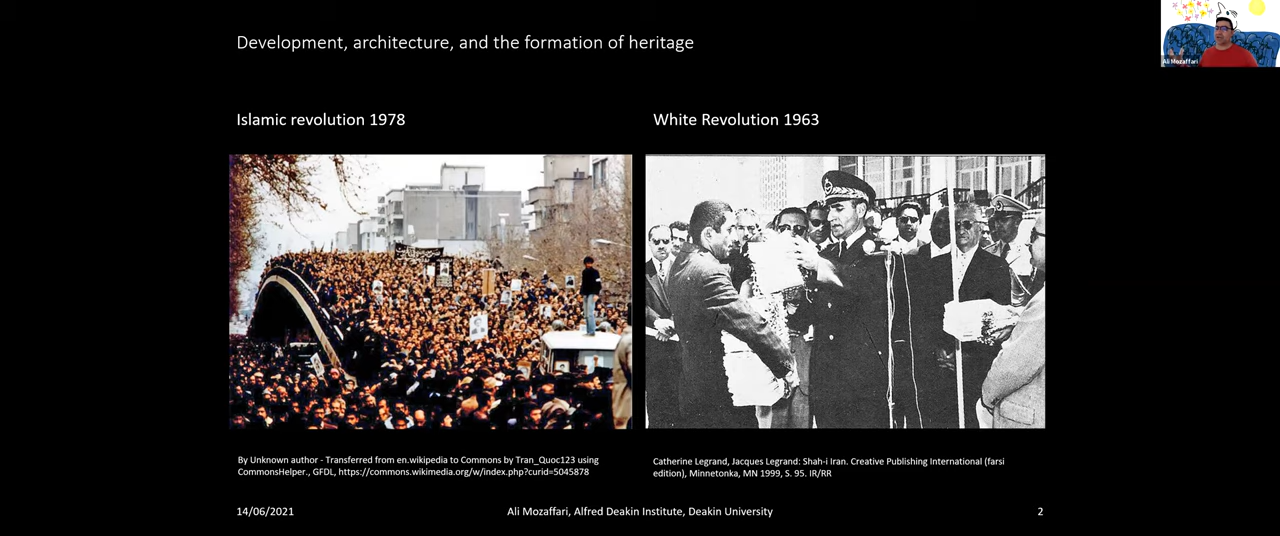 Development, architecture, and the formation of heritage
Ali Mozaffari
Islamic revolution 1978
White Revolution 1963
By Unknown author - Transferred from en.wikipedia to Commons by Tran_Quoc123 using
CommonsHelper., GFDL, https://commons.wikimedia.org/w/index.php?curid=5045878
Catherine Legrand, Jacques Legrand: Shah-i Iran. Creative Publishing International (farsi
edition), Minnetonka, MN 1999, S. 95. IR/RR
14/06/2021
Ali Mozaffari, Alfred Deakin Institute, Deakin University
2